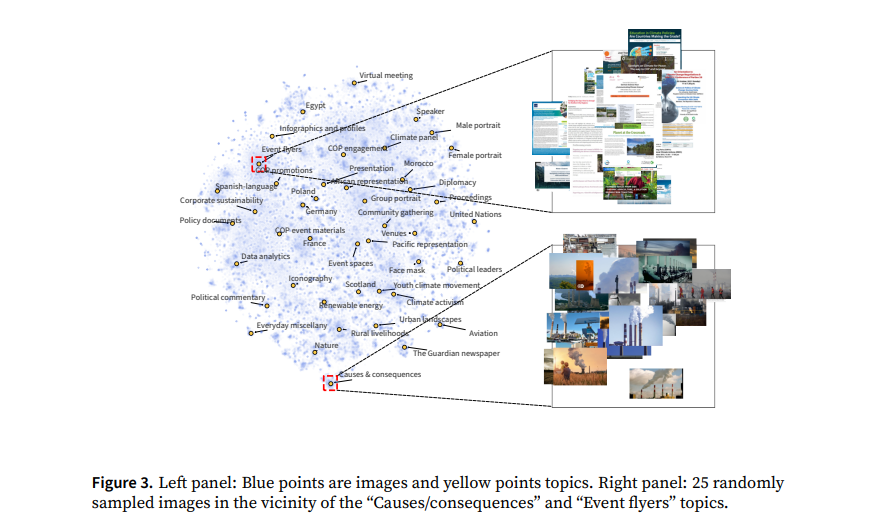 Virtual meeting
Egypt
Speaker
Infographics and profiles
Male portrait
Climate panel
Event flyers
COP engagement
Female portrait
COP promotions
Presentation
Morocco
Spanish-language
African representation
Diplomacy
Poland
Corporate sustainability
Group portrait
Proceedings
Germany
Community gathering
United Nations
Policy documents
COP event materials
Venues
France
Pacific representation
Data analytics
Event spaces
Face mask
Political leaders
Iconography
Scotland
Youth climate movement
Political commentary
Renewable energy
Climate activism
Everyday miscellany
Urban landscapes
Rural livelihoods
Aviation
Nature
The Guardian newspaper
Causes & consequences
Figure 3. Left panel: Blue points are images and yellow points topics. Right panel: 25 randomly
sampled images in the vicinity of the “Causes/consequences” and “Event flyers” topics.